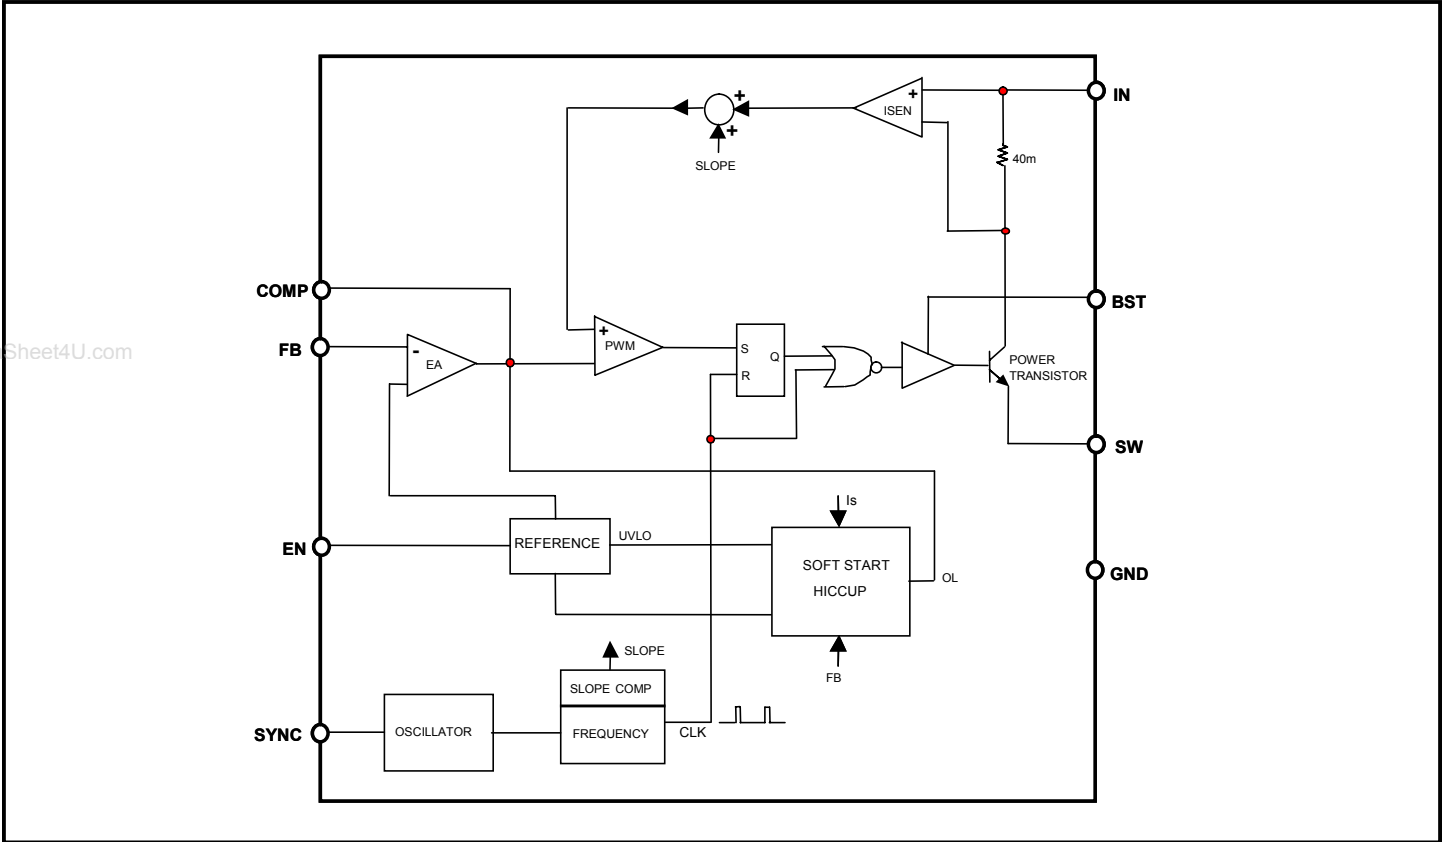 IN
+
+
ISEN
+
SLOPE
40m
COMP
BST
FB
+
PWM
-
EA
S
Q
R
POWER
TRANSISTOR
Sheet4U.com
SW
Is
EN
REFERENCE
UVLO
SOFT START
HICCUP
OL
GND
SLOPE
FB
SLOPE COMP
SYNC
OSCILLATOR
FREQUENCY
CLK